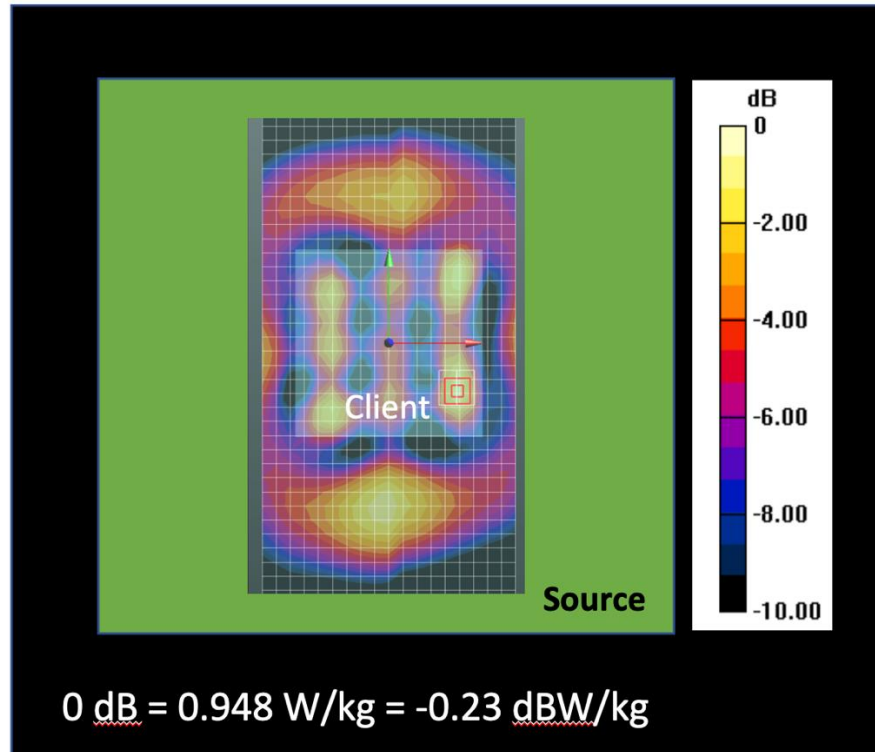 dB
0
-2.00
-4.00
-6.00
-8.00
-10.00
Client
Source
0 dB = 0.948 W/kg = -0.23 dBW/kg